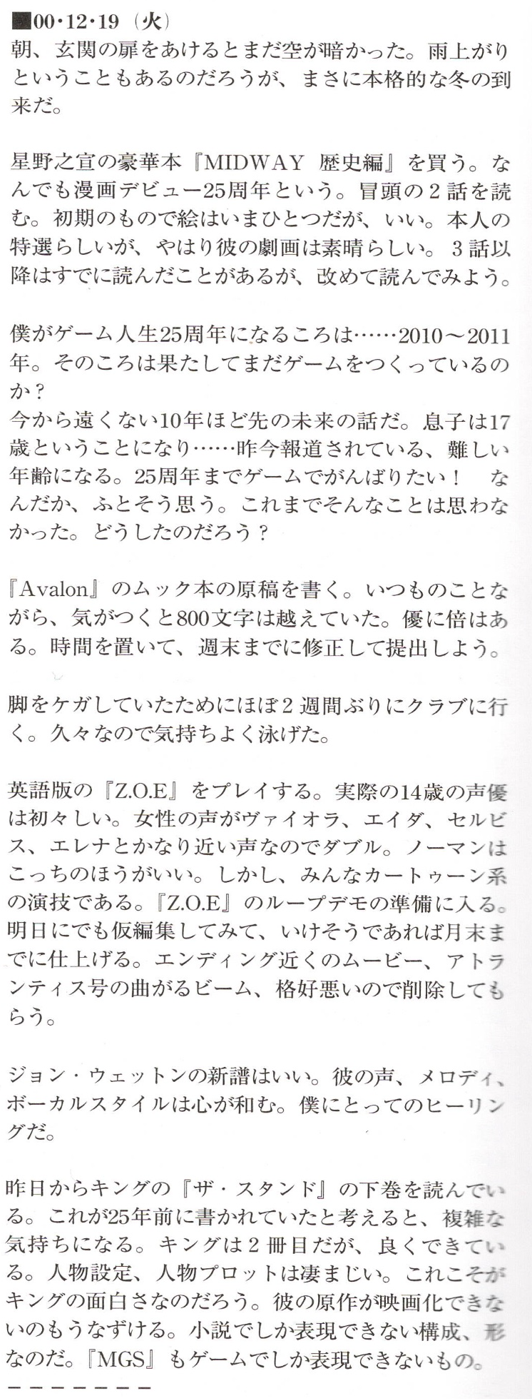 ■00・12・19（火）
朝、玄関の扉をあけるとまだ空が暗かった。雨上がり
ということもあるのだろうが、まさに本格的な冬の到
来だ。
星野之宣の豪華本『MIDWAY 歴史編』を買う。な
んでも漫画デビュー25周年という。冒頭の２話を読
む。初期のもので絵はいまひとつだが、いい。本人の
特選らしいが、やはり彼の劇画は素晴らしい。３話以
降はすでに読んだことがあるが、改めて読んでみよう。
僕がゲーム人生25周年になるころは……2010～2011
年。そのころは果たしてまだゲームをつくっているの
か？
今から遠くない10年ほど先の未来の話だ。息子は17
歳ということになり……昨今報道されている、難しい
年齢になる。25周年までゲームでがんばりたい！　な
んだか、ふとそう思う。これまでそんなことは思わな
かった。どうしたのだろう？
『Avalon』のムック本の原稿を書く。いつものことな
がら、気がつくと800文字は越えていた。優に倍はあ
る。時間を置いて、週末までに修正して提出しよう。
脚をケガしていたためにほぼ２週間ぶりにクラブに行
く。久々なので気持ちよく泳げた。
英語版の『Z.O.E』をプレイする。実際の14歳の声優
は初々しい。女性の声がヴァイオラ、エイダ、セルビ
ス、エレナとかなり近い声なのでダブル。ノーマンは
こっちのほうがいい。しかし、みんなカートゥーン系
の演技である。『Z.O.E』のループデモの準備に入る。
明日にでも仮編集してみて、いけそうであれば月末ま
でに仕上げる。エンディング近くのムービー、アトラ
ンティス号の曲がるビーム、格好悪いので削除しても
らう。
ジョン・ウェットンの新譜はいい。彼の声、メロディ、
ボーカルスタイルは心が和む。僕にとってのヒーリン
グだ。
昨日からキングの『ザ・スタンド』の下巻を読んでい
る。これが25年前に書かれていたと考えると、複雑な
気持ちになる。キングは２冊目だが、良くできてい
る。人物設定、人物プロットは凄まじい。これこそが
キングの面白さなのだろう。彼の原作が映画化できな
いのもうなずける。小説でしか表現できない構成、形
なのだ。『MGS』もゲームでしか表現できないもの。
－－－－－－－